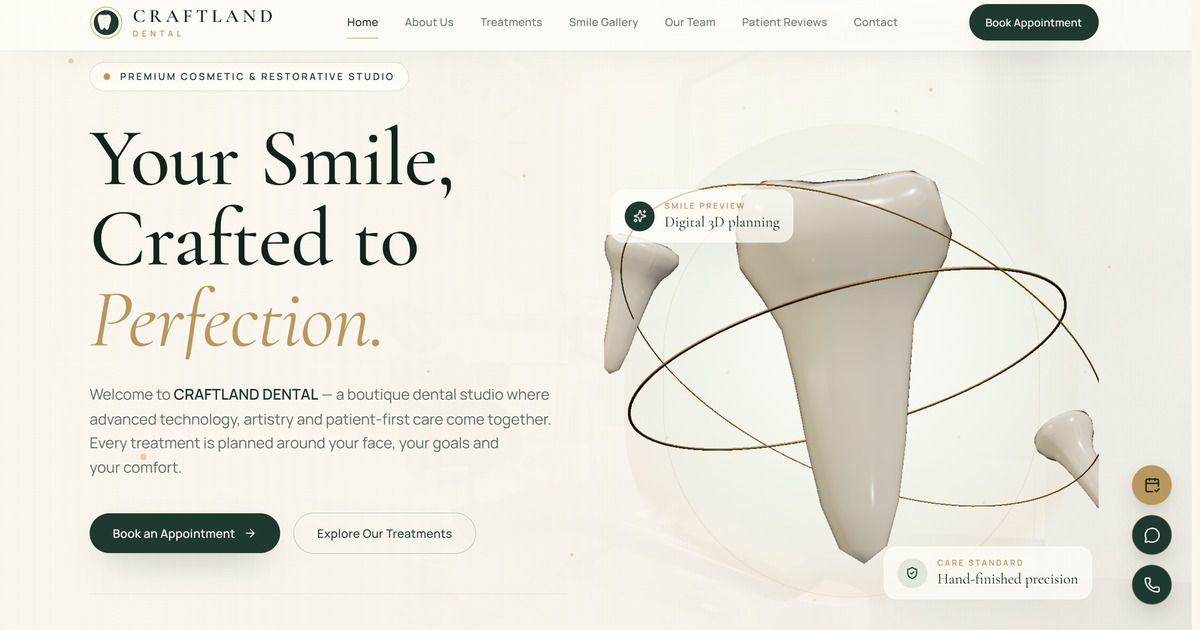 CRAFTLAND
DENTAL
Home About Us Treatments Smile Gallery Our Team Patient Reviews Contact
Book Appointment
PREMIUM COSMETIC & RESTORATIVE STUDIO
Your Smile,
Crafted to
Perfection.
Welcome to CRAFTLAND DENTAL — a boutique dental studio where
advanced technology, artistry and patient-first care come together.
Every treatment is planned around your face, your goals and
your comfort.
Book an Appointment
Explore Our Treatments
SMILE PREVIEW
Digital 3D planning
CARE STANDARD
Hand-finished precision